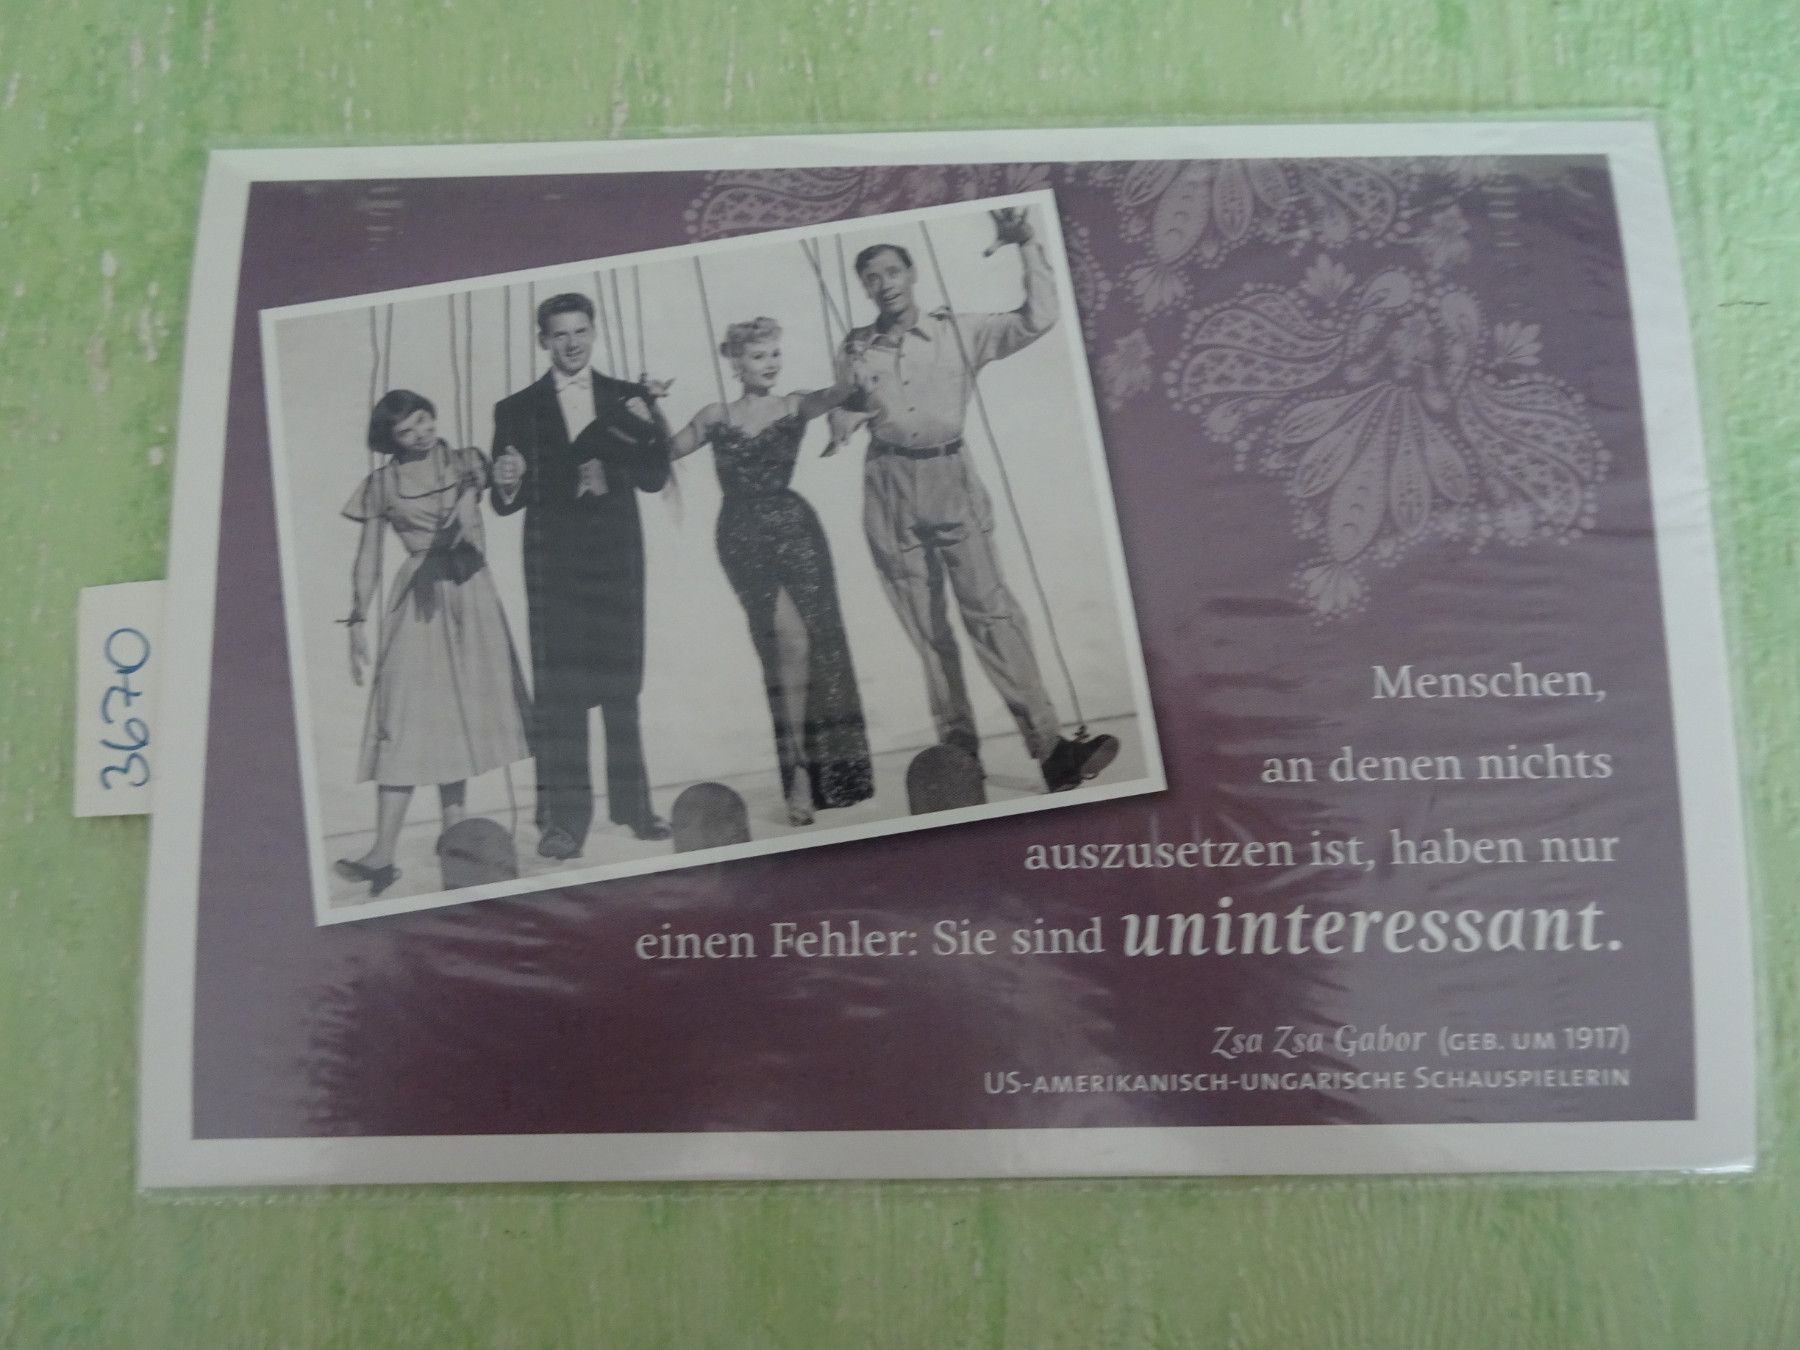 3670
Menschen,
an denen nichts
auszusetzen ist, haben nur
einen Fehler: Sie sind uninteressant.
Zsa Zsa Gabor (GEB. UM 1917)
US-AMERIKANISCH-UNGARISCHE SCHAUSPIELERIN